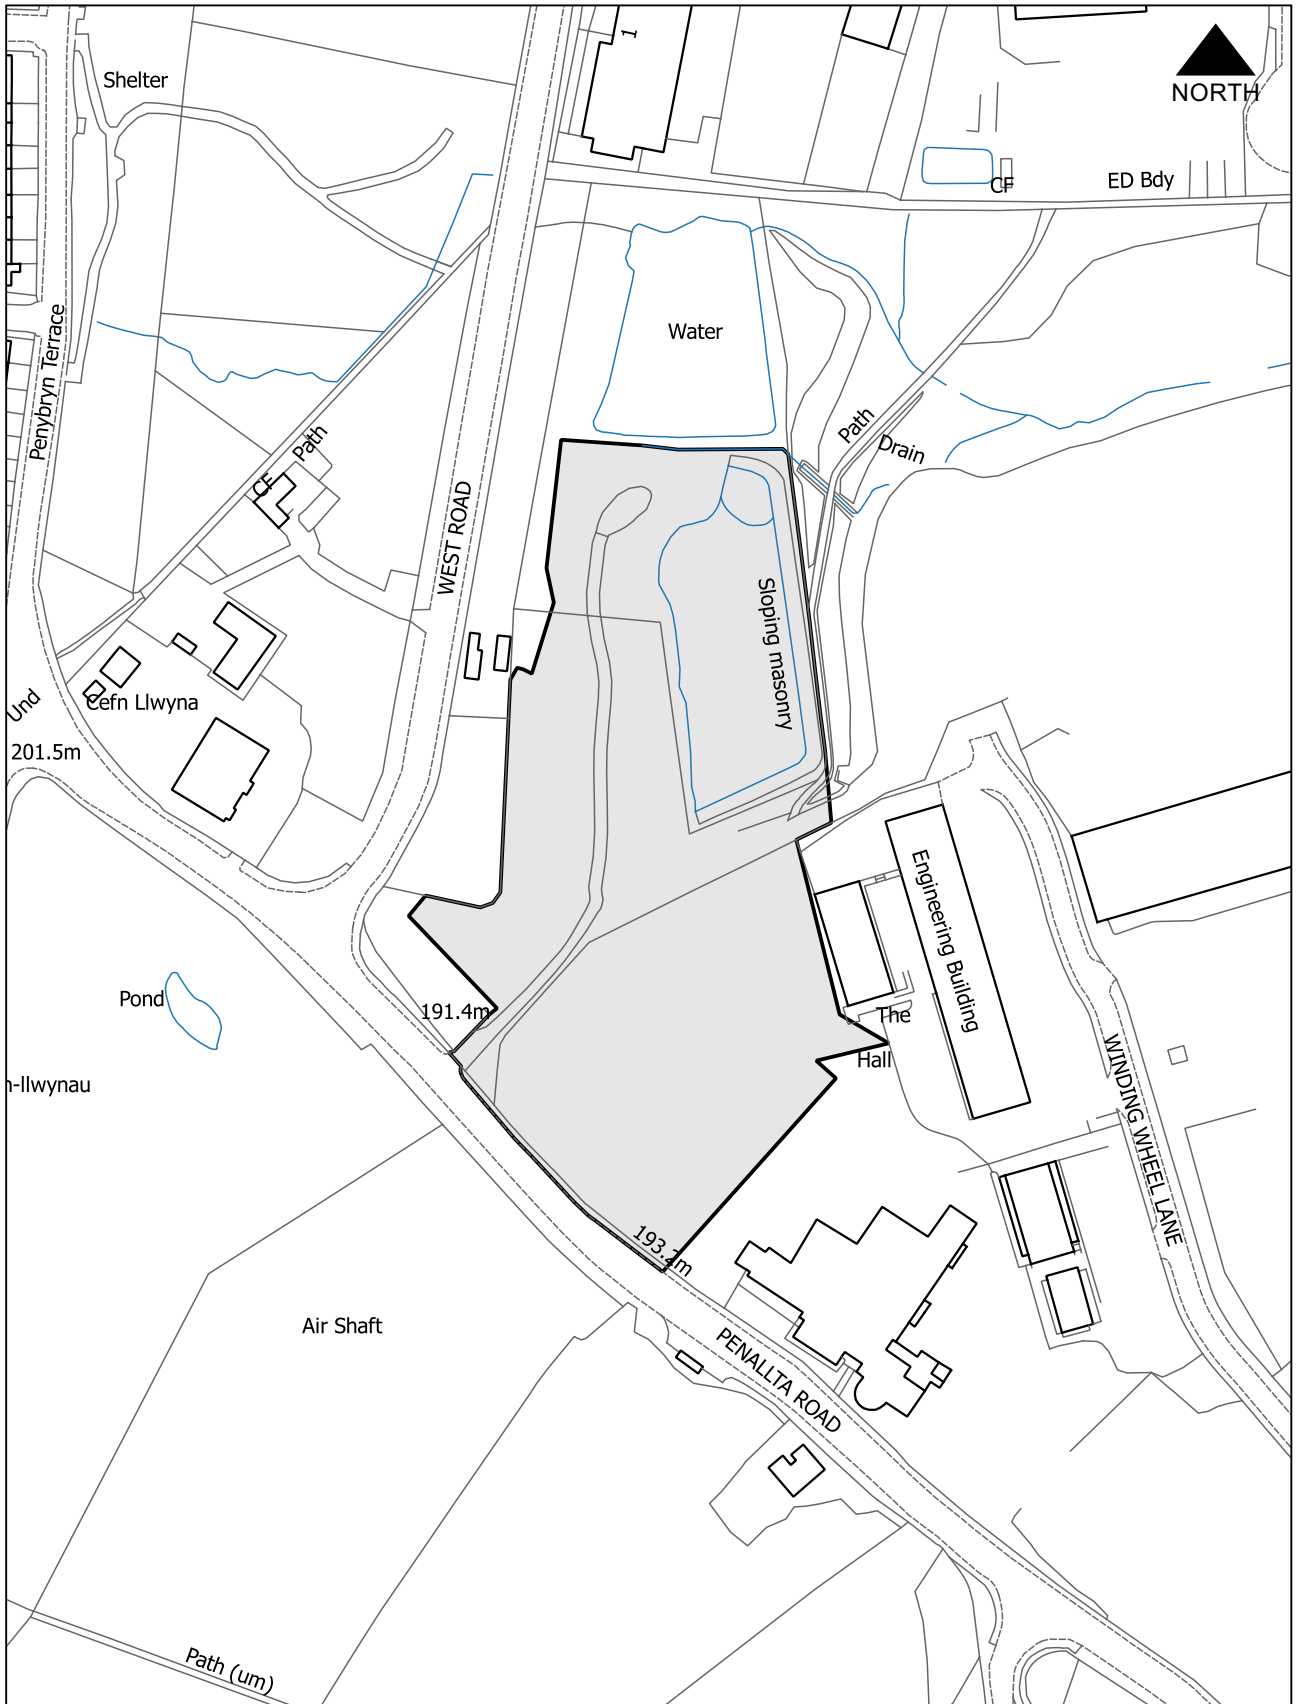 1
Shelter
NORTH
CF
ED Bdy
Penybryn Terrace
Water
Path
CF
Path
Drain
WEST ROAD
Sloping masonry
Und
Cefn Llwyna
201.5m
Engineering Building
Pond
191.4m
The
Hall
n-llwynau
WINDING WHEEL LANE
193.2m
Air Shaft
PENALLTA ROAD
Path (um)